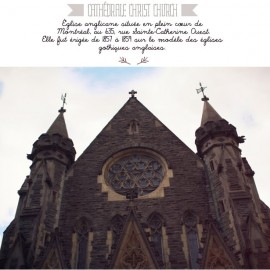 CATHÉDRALE CHRIST CHURCH
Eglise anglicane située en plein cœur de
Montréal, au 635, rue Sainte-Catherine Ouest.
Elle fut érigée de 1857 à 1859 sur le modèle des églises
gothiques anglaises.